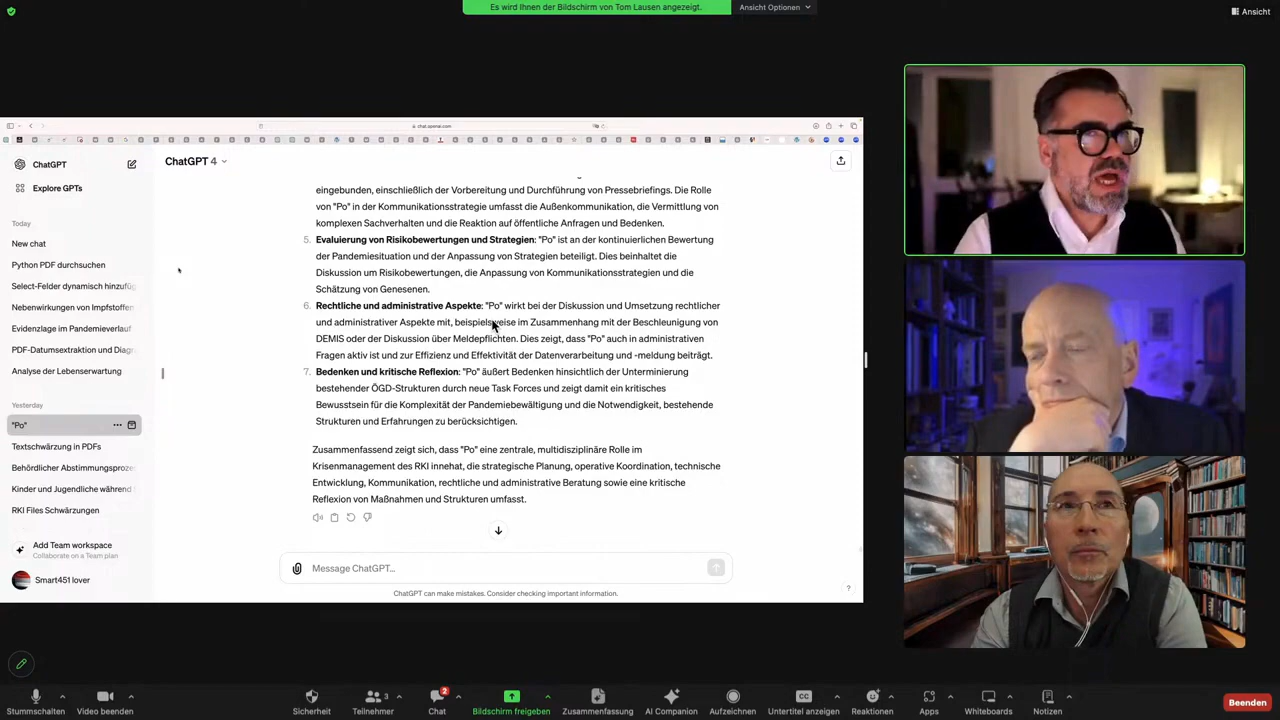 Es wird Ihnen der Bildschirm von Tom Lausen angezeigt.
Ansicht Optionen
Ansicht
chat.openai.com
ChatGPT
Explore GPTs
Today
New chat
Python PDF durchsuchen
Select-Felder dynamisch hinzufüg
Nebenwirkungen von Impfstoffen
Evidenzlage im Pandemieverlauf
PDF-Datumsextraktion und Diagr
Analyse der Lebenserwartung
Yesterday
"Po"
Textschwärzung in PDFs
Behördlicher Abstimmungsproze
Kinder und Jugendliche während
RKI Files Schwärzungen
Add Team workspace
Collaborate on a Team plan
Smart451 lover
ChatGPT 4
eingebunden, einschließlich der Vorbereitung und Durchführung von Pressebriefings. Die Rolle
von "Po" in der Kommunikationsstrategie umfasst die Außenkommunikation, die Vermittlung von
komplexen Sachverhalten und die Reaktion auf öffentliche Anfragen und Bedenken.
5. Evaluierung von Risikobewertungen und Strategien: "Po" ist an der kontinuierlichen Bewertung
der Pandemiesituation und der Anpassung von Strategien beteiligt. Dies beinhaltet die
Diskussion um Risikobewertungen, die Anpassung von Kommunikationsstrategien und die
Schätzung von Genesenen.
6. Rechtliche und administrative Aspekte: "Po" wirkt bei der Diskussion und Umsetzung rechtlicher
und administrativer Aspekte mit, beispielsweise im Zusammenhang mit der Beschleunigung von
DEMIS oder der Diskussion über Meldepflichten. Dies zeigt, dass "Po" auch in administrativen
Fragen aktiv ist und zur Effizienz und Effektivität der Datenverarbeitung und -meldung beiträgt.
7. Bedenken und kritische Reflexion: "Po" äußert Bedenken hinsichtlich der Unterminierung
bestehender ÖGD-Strukturen durch neue Task Forces und zeigt damit ein kritisches
Bewusstsein für die Komplexität der Pandemiebewältigung und die Notwendigkeit, bestehende
Strukturen und Erfahrungen zu berücksichtigen.
Zusammenfassend zeigt sich, dass "Po" eine zentrale, multidisziplinäre Rolle im
Krisenmanagement des RKI innehat, die strategische Planung, operative Koordination, technische
Entwicklung, Kommunikation, rechtliche und administrative Beratung sowie eine kritische
Reflexion von Maßnahmen und Strukturen umfasst.
Message ChatGPT...
ChatGPT can make mistakes. Consider checking important information.
?
Stummschalten
Video beenden
Sicherheit
3
Teilnehmer
2
Chat
Bildschirm freigeben
Zusammenfassung
AI Companion
Aufzeichnen
CC
Untertitel anzeigen
Reaktionen
Apps
Whiteboards
Notizen
Beenden